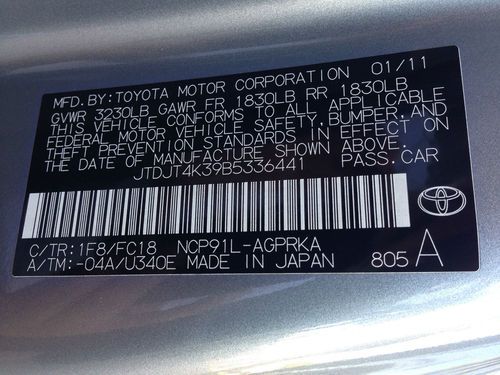 MFD.BY:TOYOTA MOTOR CORPORATION 01/11
GVWR 3230LB GAWR FR 1830LB RR 1830LB
THIS VEHICLE CONFORMS TO ALL APPLICABLE
FEDERAL MOTOR VEHICLE SAFETY,BUMPER,AND
THEFT PREVENTION STANDARDS IN EFFECT ON
THE DATE OF MANUFACTURE SHOWN ABOVE.
JTDJT4K39B5336441 PASS.CAR
C/TR:1F8/FC18 NCP91L-AGPRKA
A/TM:-04A/U340E MADE IN JAPAN 805 A